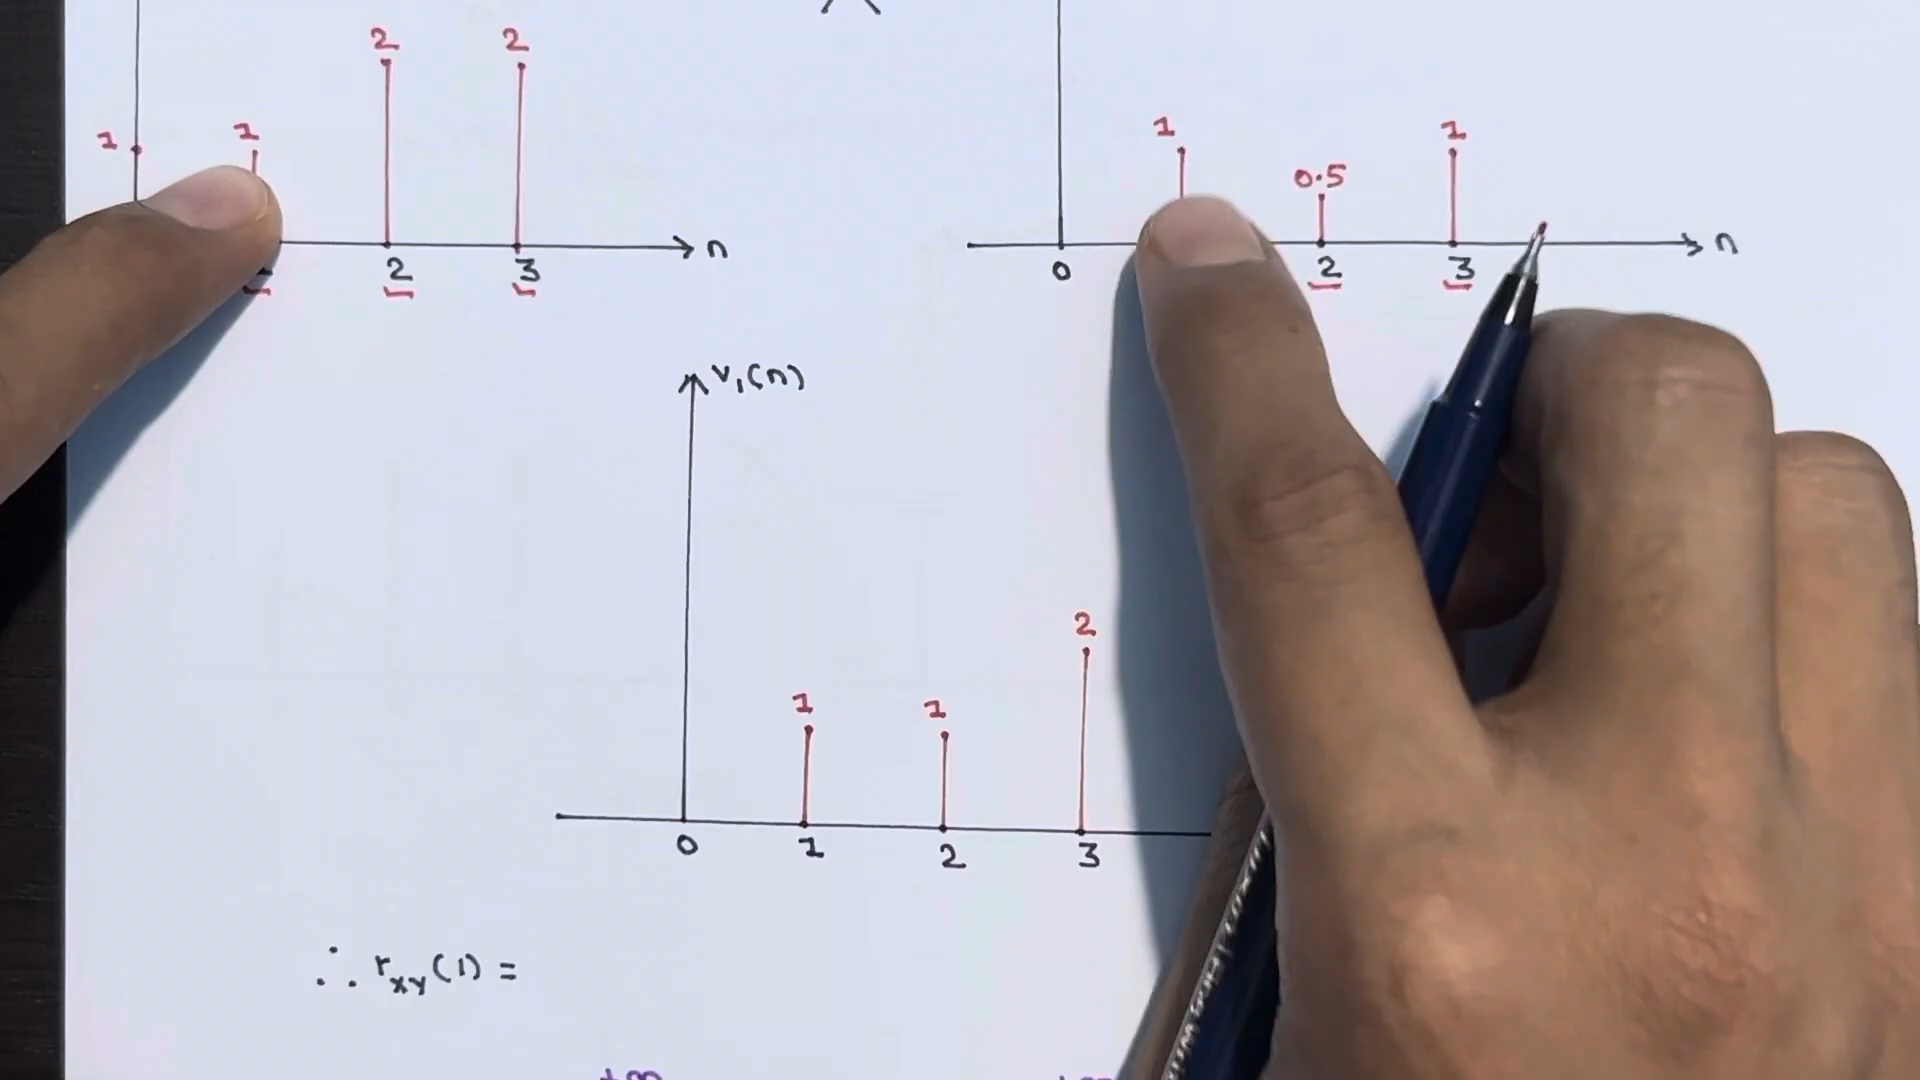 2 2
1 1
n
2 3
1 0.5 1
n
0 2 3
v₁(n)
2
1 1
0 1 2 3
∴ rxy(1) =
+∞